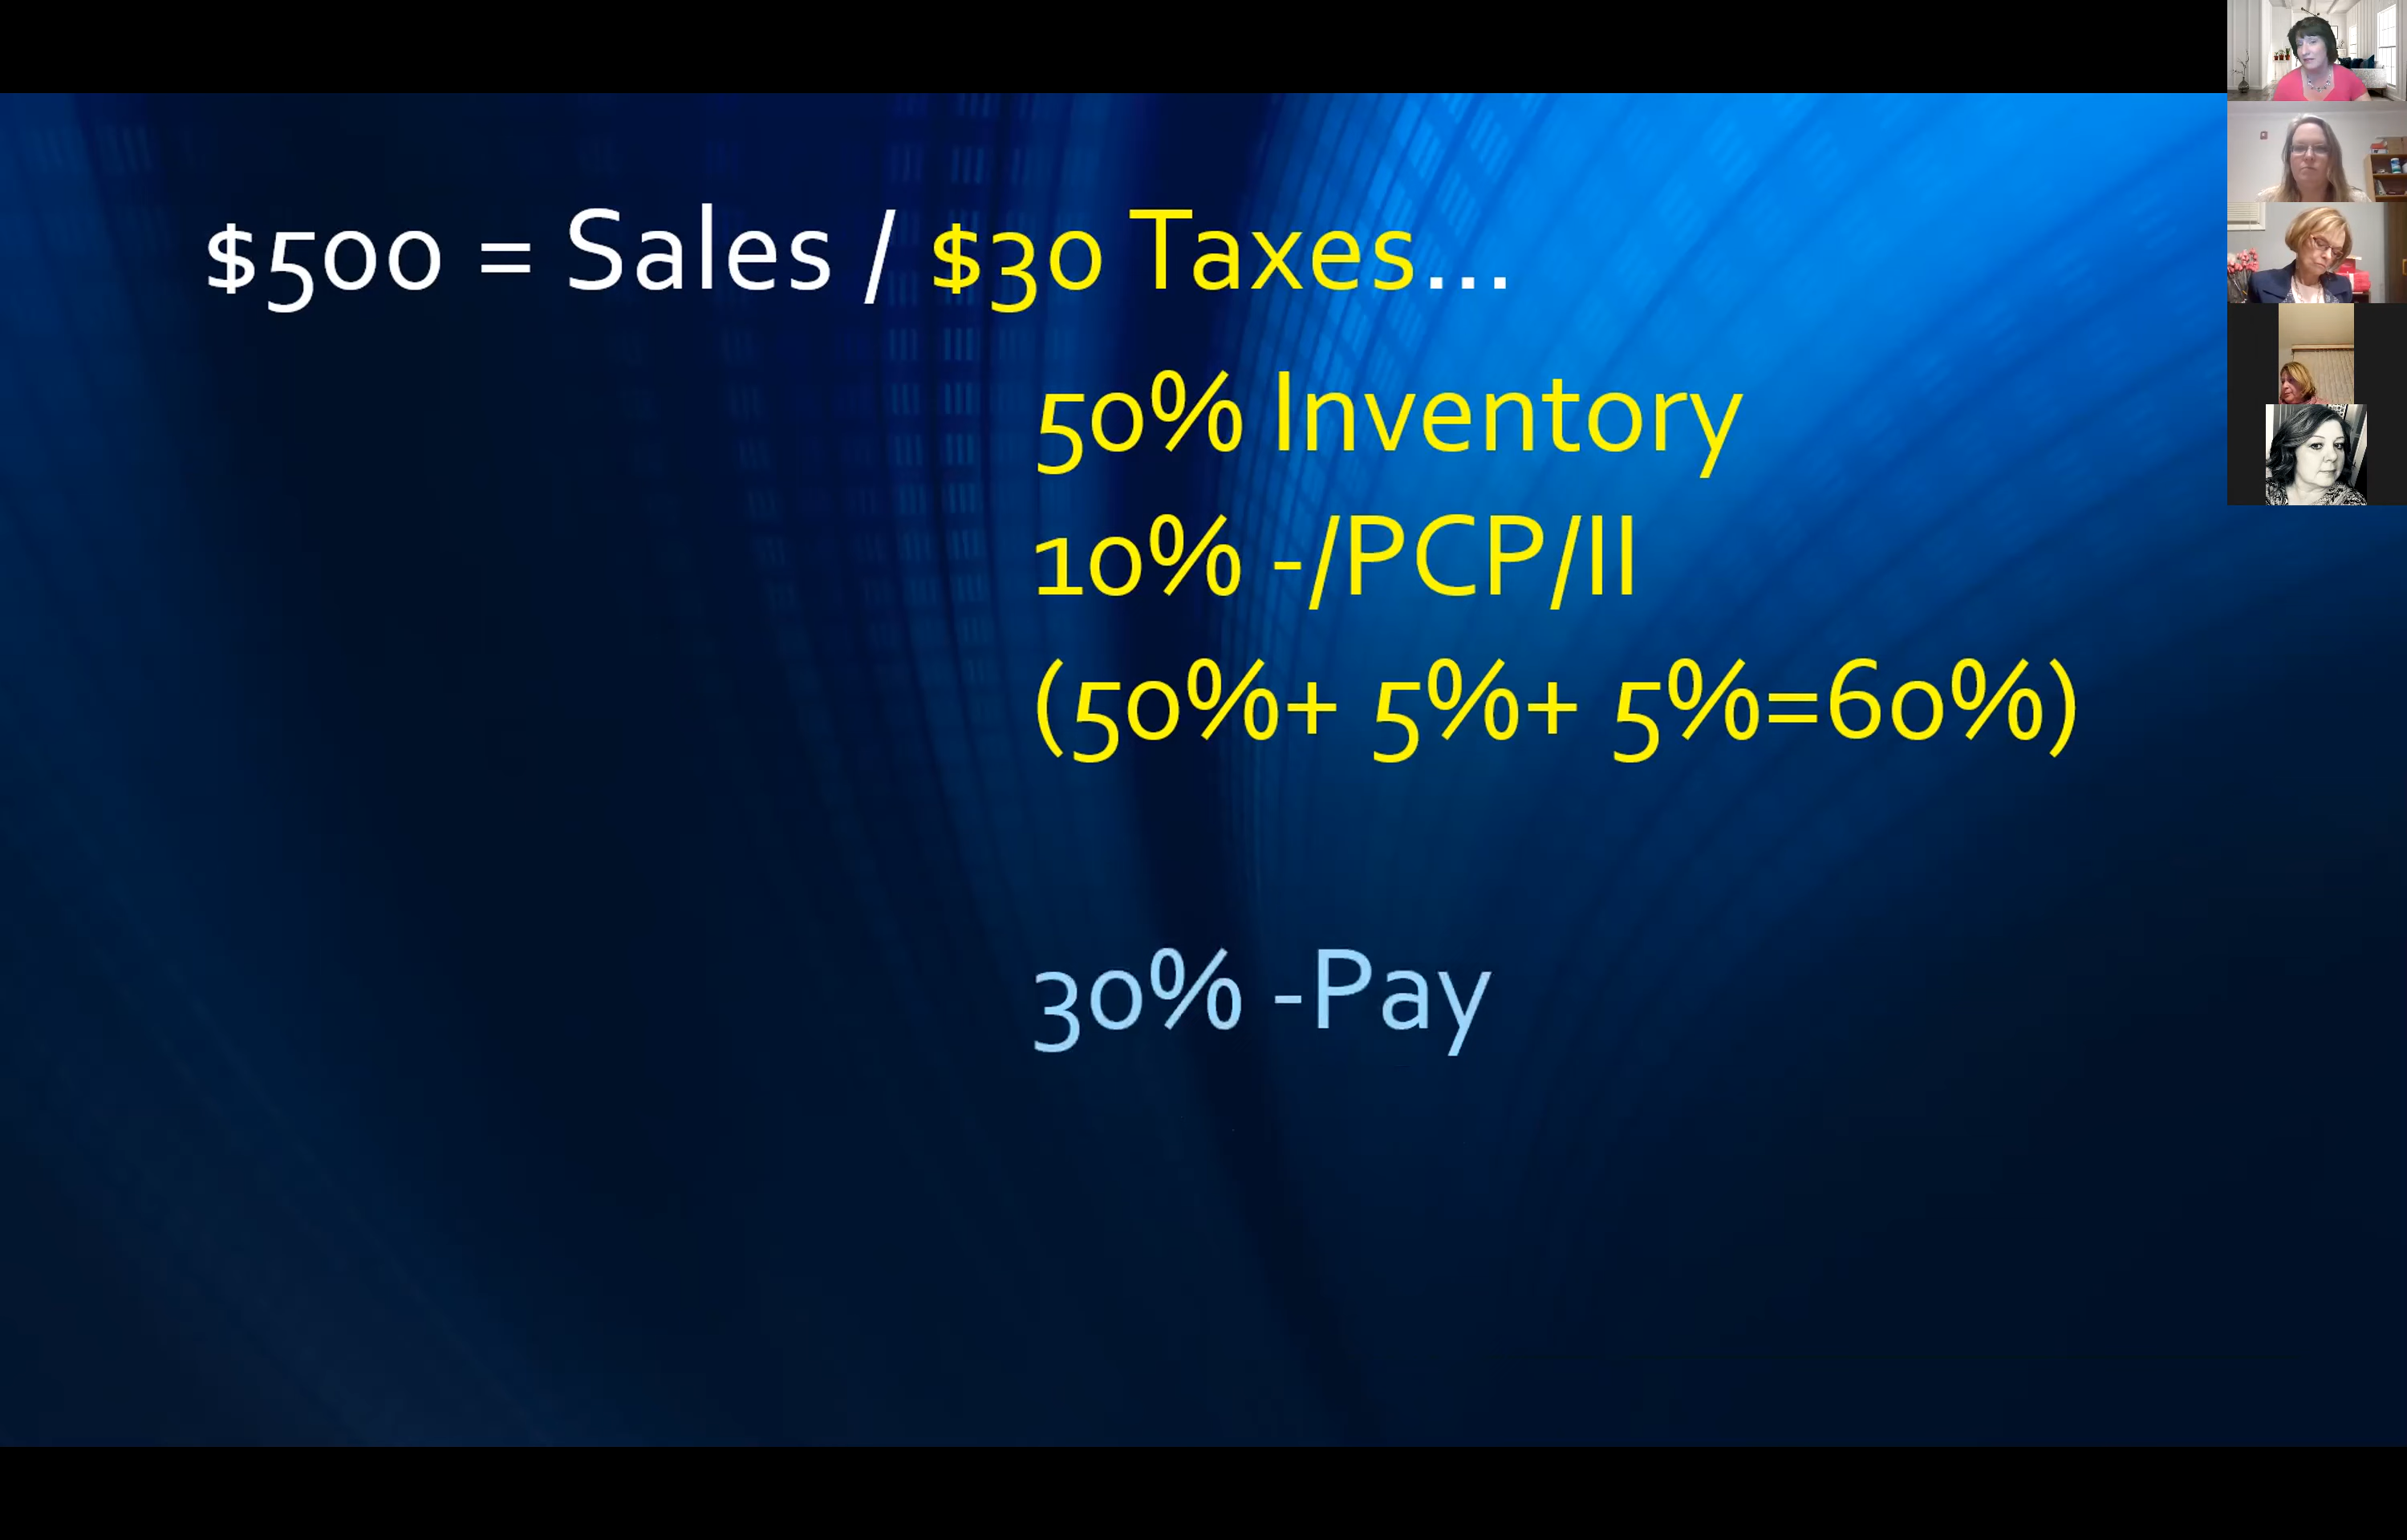 $500 = Sales / $30 Taxes...
50% Inventory
10% -/PCP/II
(50%+ 5%+ 5%=60%)
30% -Pay